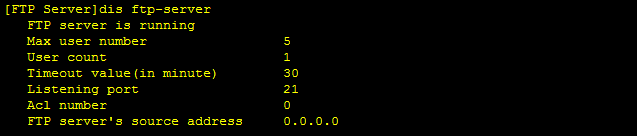 [FTP Server]dis ftp-server
FTP server is running
Max user number 5
User count 1
Timeout value(in minute) 30
Listening port 21
Acl number 0
FTP server's source address 0.0.0.0